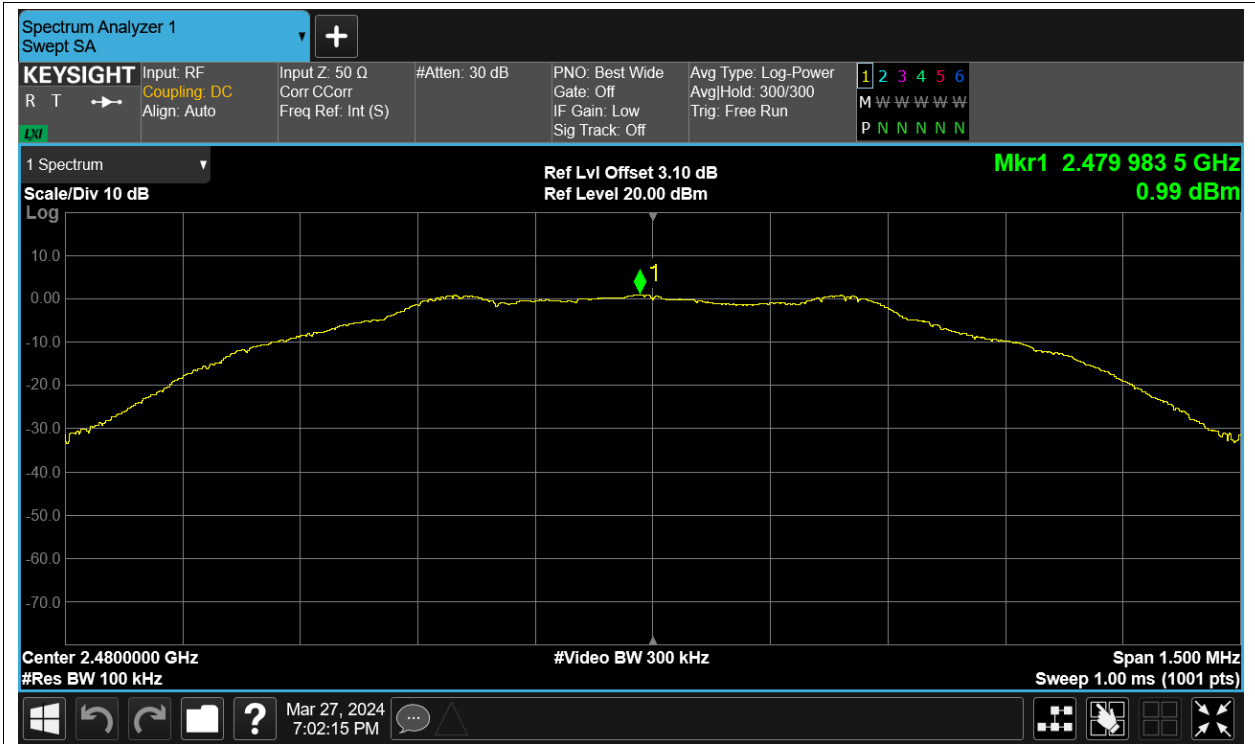 Spectrum Analyzer 1
Swept SA
KEYSIGHT
R T
LXI
Input: RF
Coupling: DC
Align: Auto
Input Z: 50 Ω
Corr CCorr
Freq Ref: Int (S)
#Atten: 30 dB
PNO: Best Wide
Gate: Off
IF Gain: Low
Sig Track: Off
Avg Type: Log-Power
Avg|Hold: 300/300
Trig: Free Run
1 2 3 4 5 6
M W W W W W
P N N N N N
1 Spectrum
Scale/Div 10 dB
Log
Ref Lvl Offset 3.10 dB
Ref Level 20.00 dBm
Mkr1 2.479 983 5 GHz
0.99 dBm
1
10.0
0.00
-10.0
-20.0
-30.0
-40.0
-50.0
-60.0
-70.0
Center 2.4800000 GHz
#Res BW 100 kHz
#Video BW 300 kHz
Span 1.500 MHz
Sweep 1.00 ms (1001 pts)
?
Mar 27, 2024
7:02:15 PM